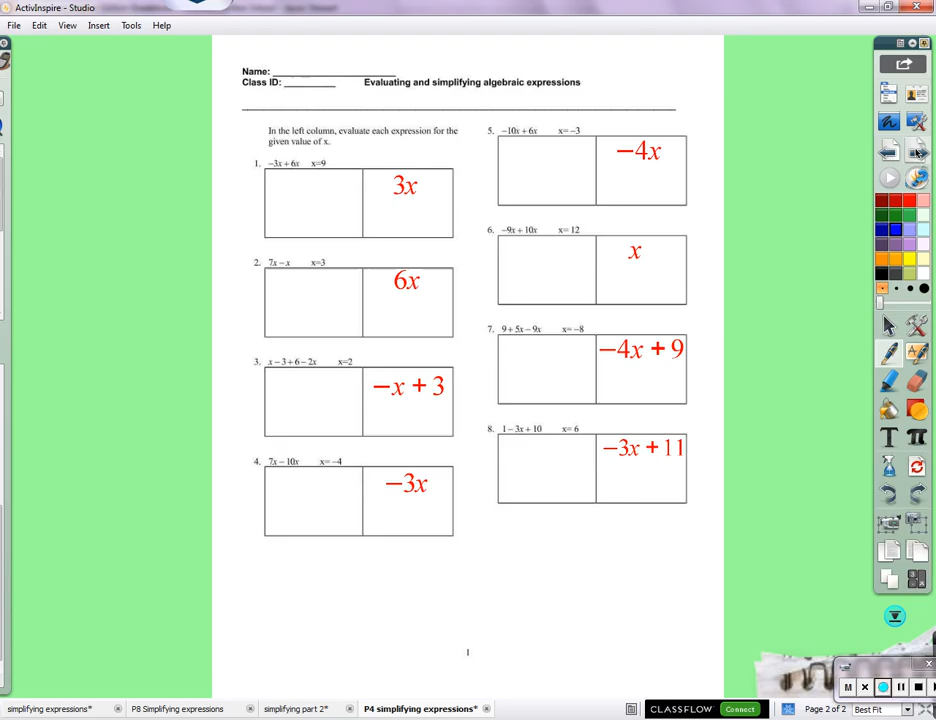 ActivInspire - Studio
File Edit View Insert Tools Help
Name: ____________________
Class ID: __________ Evaluating and simplifying algebraic expressions
In the left column, evaluate each expression for the
given value of x.
1. −3x + 6x x=9
3x
2. 7x − x x=3
6x
3. x − 3 + 6 − 2x x=2
−x + 3
4. 7x − 10x x= −4
−3x
5. −10x + 6x x= −3
−4x
6. −9x + 10x x= 12
x
7. 9 + 5x − 9x x= −8
−4x + 9
8. 1 − 3x + 10 x= 6
−3x + 11
1
M
simplifying expressions* P8 Simplifying expressions simplifying part 2* P4 simplifying expressions* CLASSFLOW Connect Page 2 of 2 Best Fit